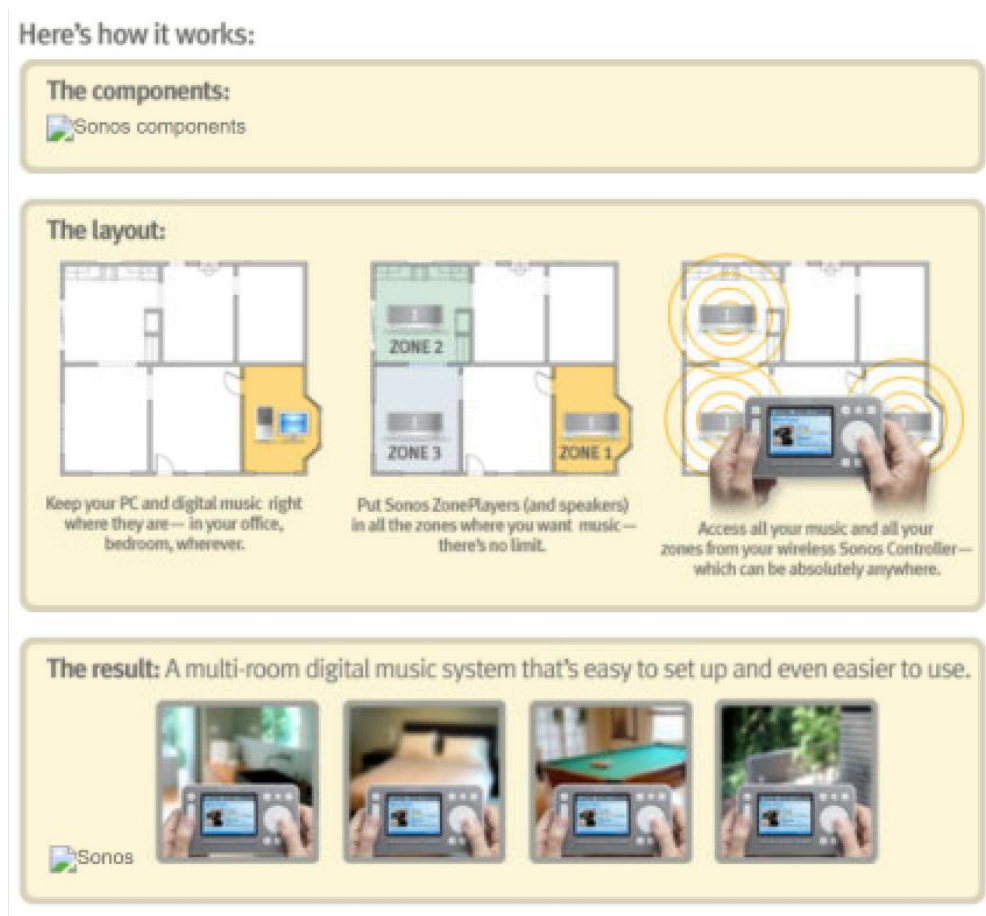 Here's how it works:
The components:
Sonos components
The layout:
ZONE 2
ZONE 3
ZONE 1
Keep your PC and digital music right
where they are— in your office,
bedroom, wherever.
Put Sonos ZonePlayers (and speakers)
in all the zones where you want music—
there's no limit.
Access all your music and all your
zones from your wireless Sonos Controller—
which can be absolutely anywhere.
The result: A multi-room digital music system that's easy to set up and even easier to use.
Sonos